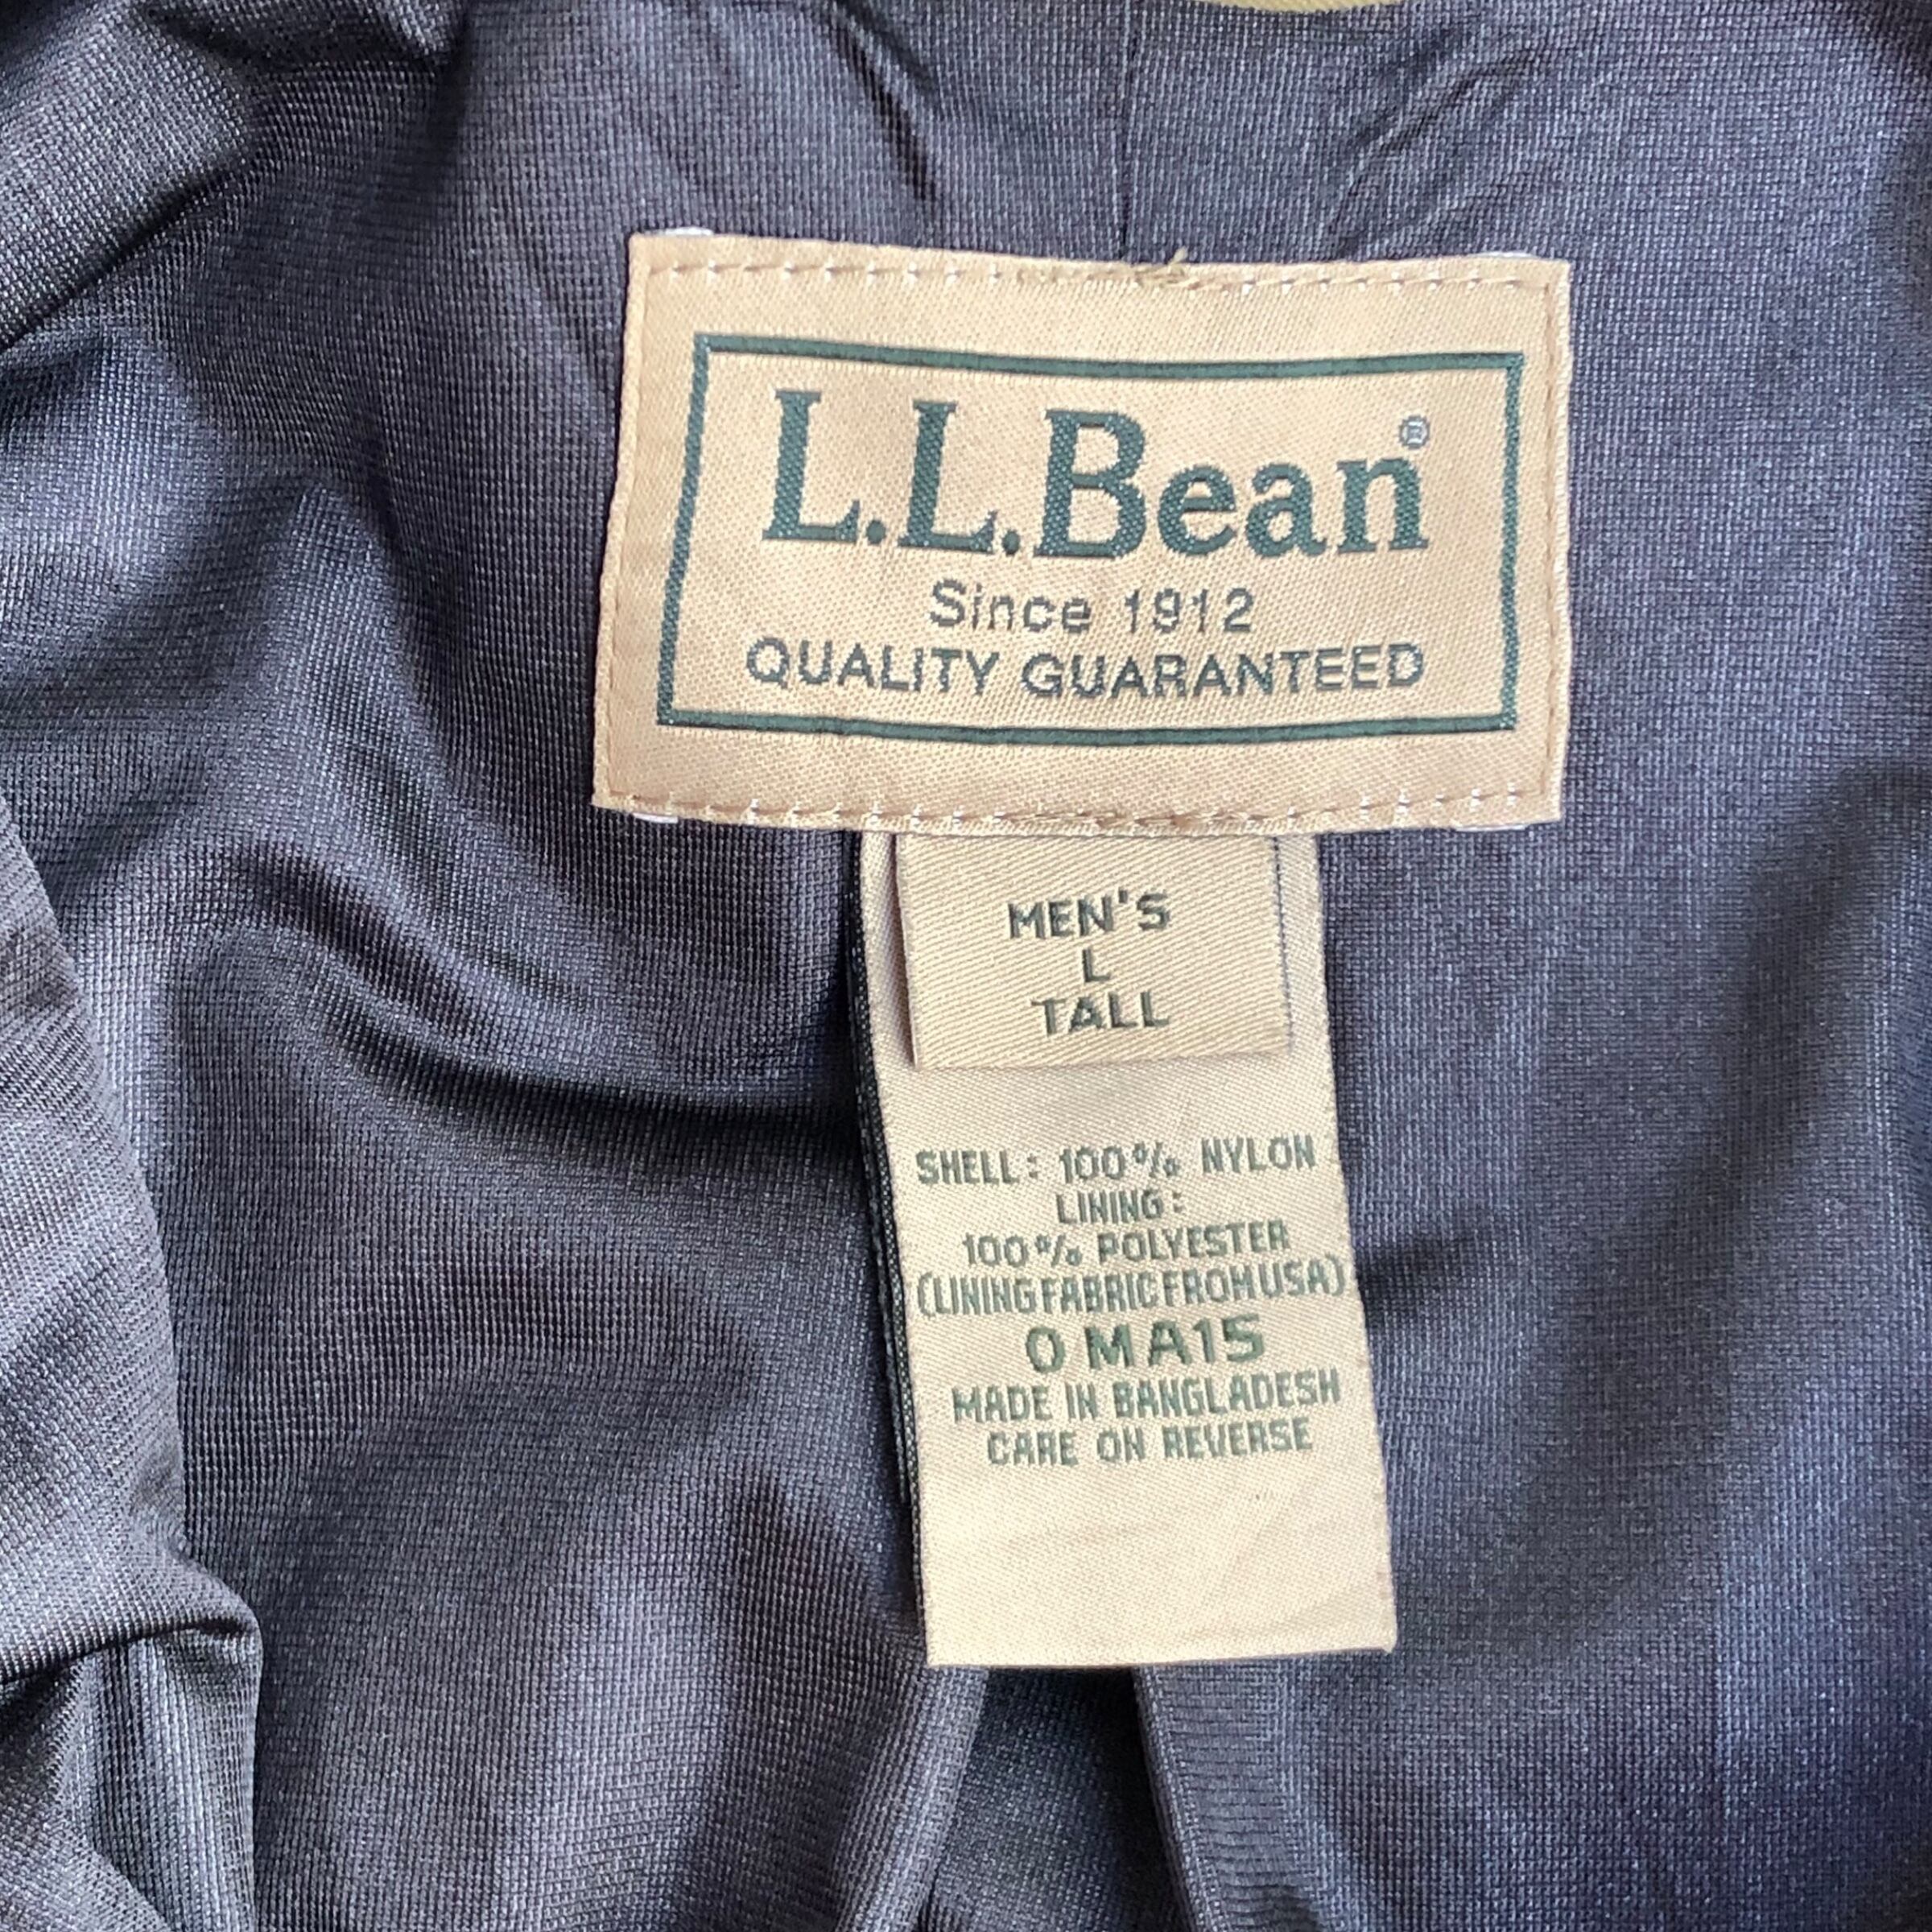 L.L.Bean®
Since 1912
QUALITY GUARANTEED
MEN'S
L
TALL
SHELL: 100% NYLON
LINING:
100% POLYESTER
(LINING FABRIC FROM USA)
0 MA15
MADE IN BANGLADESH
CARE ON REVERSE